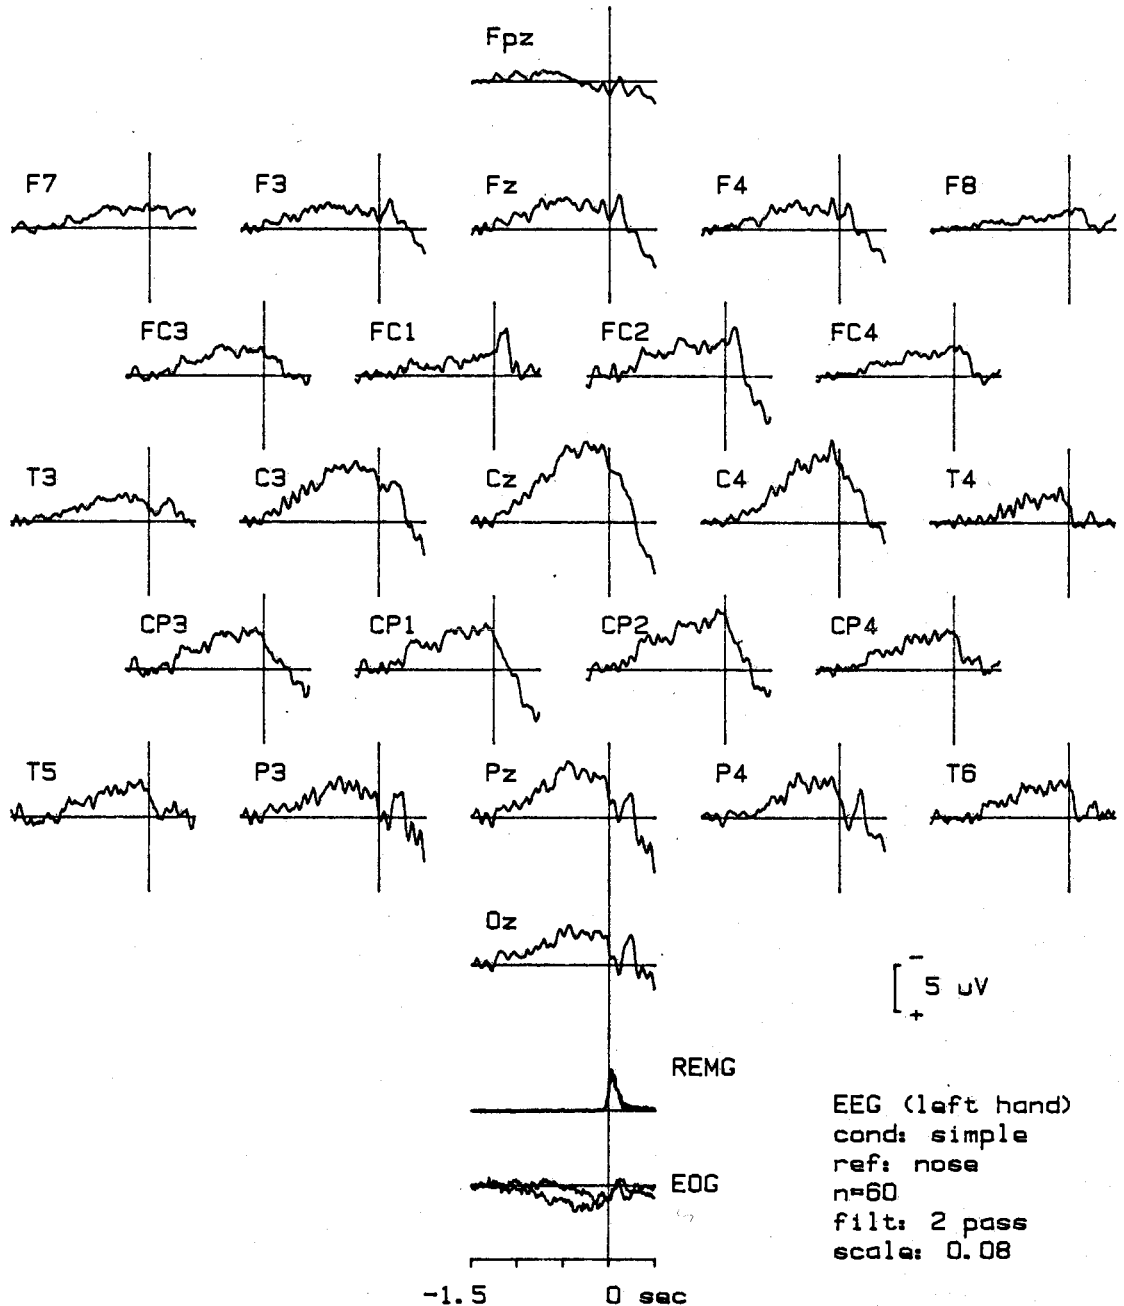 Fpz
F7 F3 Fz F4 F8
FC3 FC1 FC2 FC4
T3 C3 Cz C4 T4
CP3 CP1 CP2 CP4
T5 P3 Pz P4 T6
Oz
−
5 uV
+
REMG
EOG
EEG (left hand)
cond: simple
ref: nose
n=60
filt: 2 pass
scale: 0.08
-1.5 0 sec